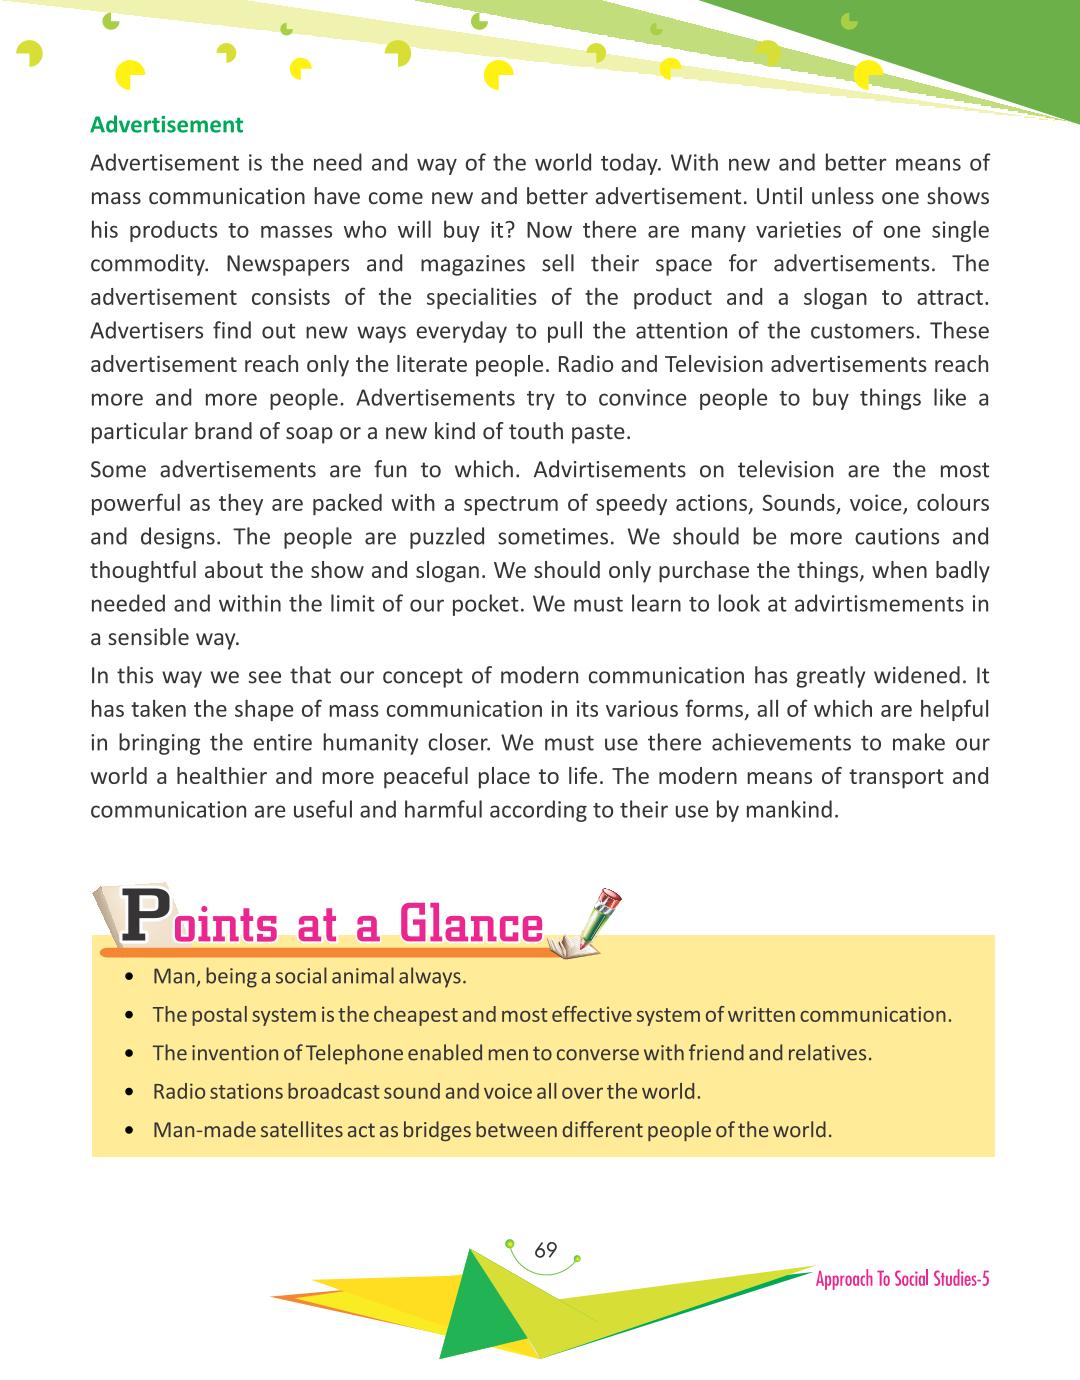 Advertisement
Advertisement is the need and way of the world today. With new and better means of
mass communication have come new and better advertisement. Until unless one shows
his products to masses who will buy it? Now there are many varieties of one single
commodity. Newspapers and magazines sell their space for advertisements. The
advertisement consists of the specialities of the product and a slogan to attract.
Advertisers find out new ways everyday to pull the attention of the customers. These
advertisement reach only the literate people. Radio and Television advertisements reach
more and more people. Advertisements try to convince people to buy things like a
particular brand of soap or a new kind of touth paste.
Some advertisements are fun to which. Advirtisements on television are the most
powerful as they are packed with a spectrum of speedy actions, Sounds, voice, colours
and designs. The people are puzzled sometimes. We should be more cautions and
thoughtful about the show and slogan. We should only purchase the things, when badly
needed and within the limit of our pocket. We must learn to look at advirtismements in
a sensible way.
In this way we see that our concept of modern communication has greatly widened. It
has taken the shape of mass communication in its various forms, all of which are helpful
in bringing the entire humanity closer. We must use there achievements to make our
world a healthier and more peaceful place to life. The modern means of transport and
communication are useful and harmful according to their use by mankind.
Points at a Glance
• Man, being a social animal always.
• The postal system is the cheapest and most effective system of written communication.
• The invention of Telephone enabled men to converse with friend and relatives.
• Radio stations broadcast sound and voice all over the world.
• Man-made satellites act as bridges between different people of the world.
69
Approach To Social Studies-5